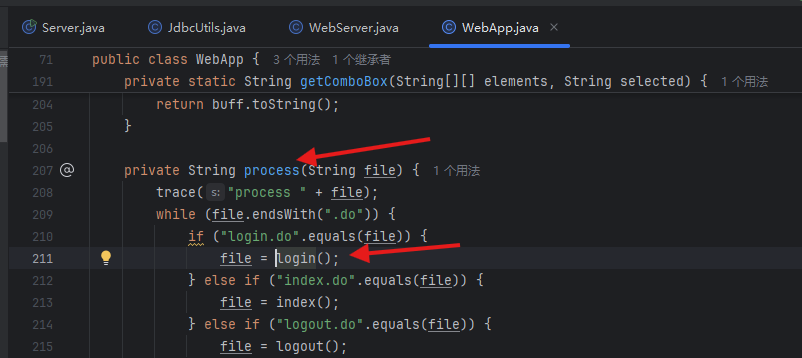 Server.java JdbcUtils.java WebServer.java WebApp.java ×
71 public class WebApp { 3 个用法 1 个继承者
191 private static String getComboBox(String[][] elements, String selected) { 1 个用法
204 return buff.toString();
205 }
206
207 @ private String process(String file) { 1 个用法
208 trace( s: "process " + file);
209 while (file.endsWith(".do")) {
210 if ("login.do".equals(file)) {
211 file = login();
212 } else if ("index.do".equals(file)) {
213 file = index();
214 } else if ("logout.do".equals(file)) {
215 file = logout();